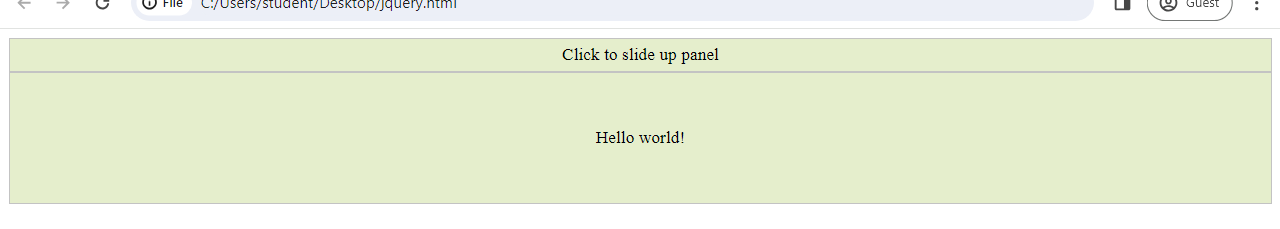 File C:/Users/student/Desktop/jquery.html Guest
Click to slide up panel
Hello world!